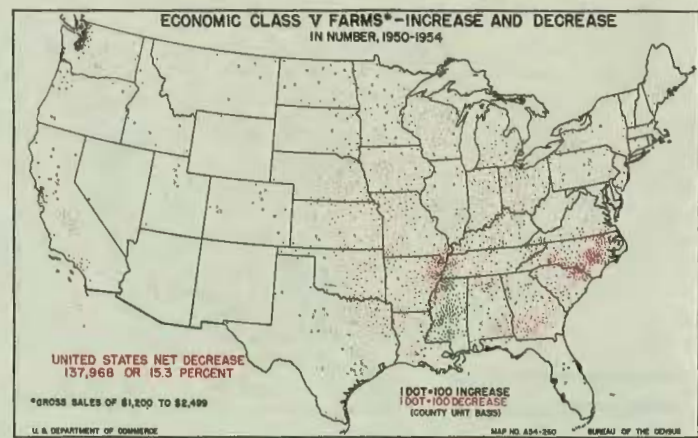 ECONOMIC CLASS V FARMS*-INCREASE AND DECREASE
IN NUMBER, 1950-1954
UNITED STATES NET DECREASE
137,968 OR 15.3 PERCENT
*GROSS SALES OF $1,200 TO $2,499
1 DOT=100 INCREASE
1 DOT=100 DECREASE
(COUNTY UNIT BASIS)
U. S. DEPARTMENT OF COMMERCE
MAP NO. A54-260
BUREAU OF THE CENSUS